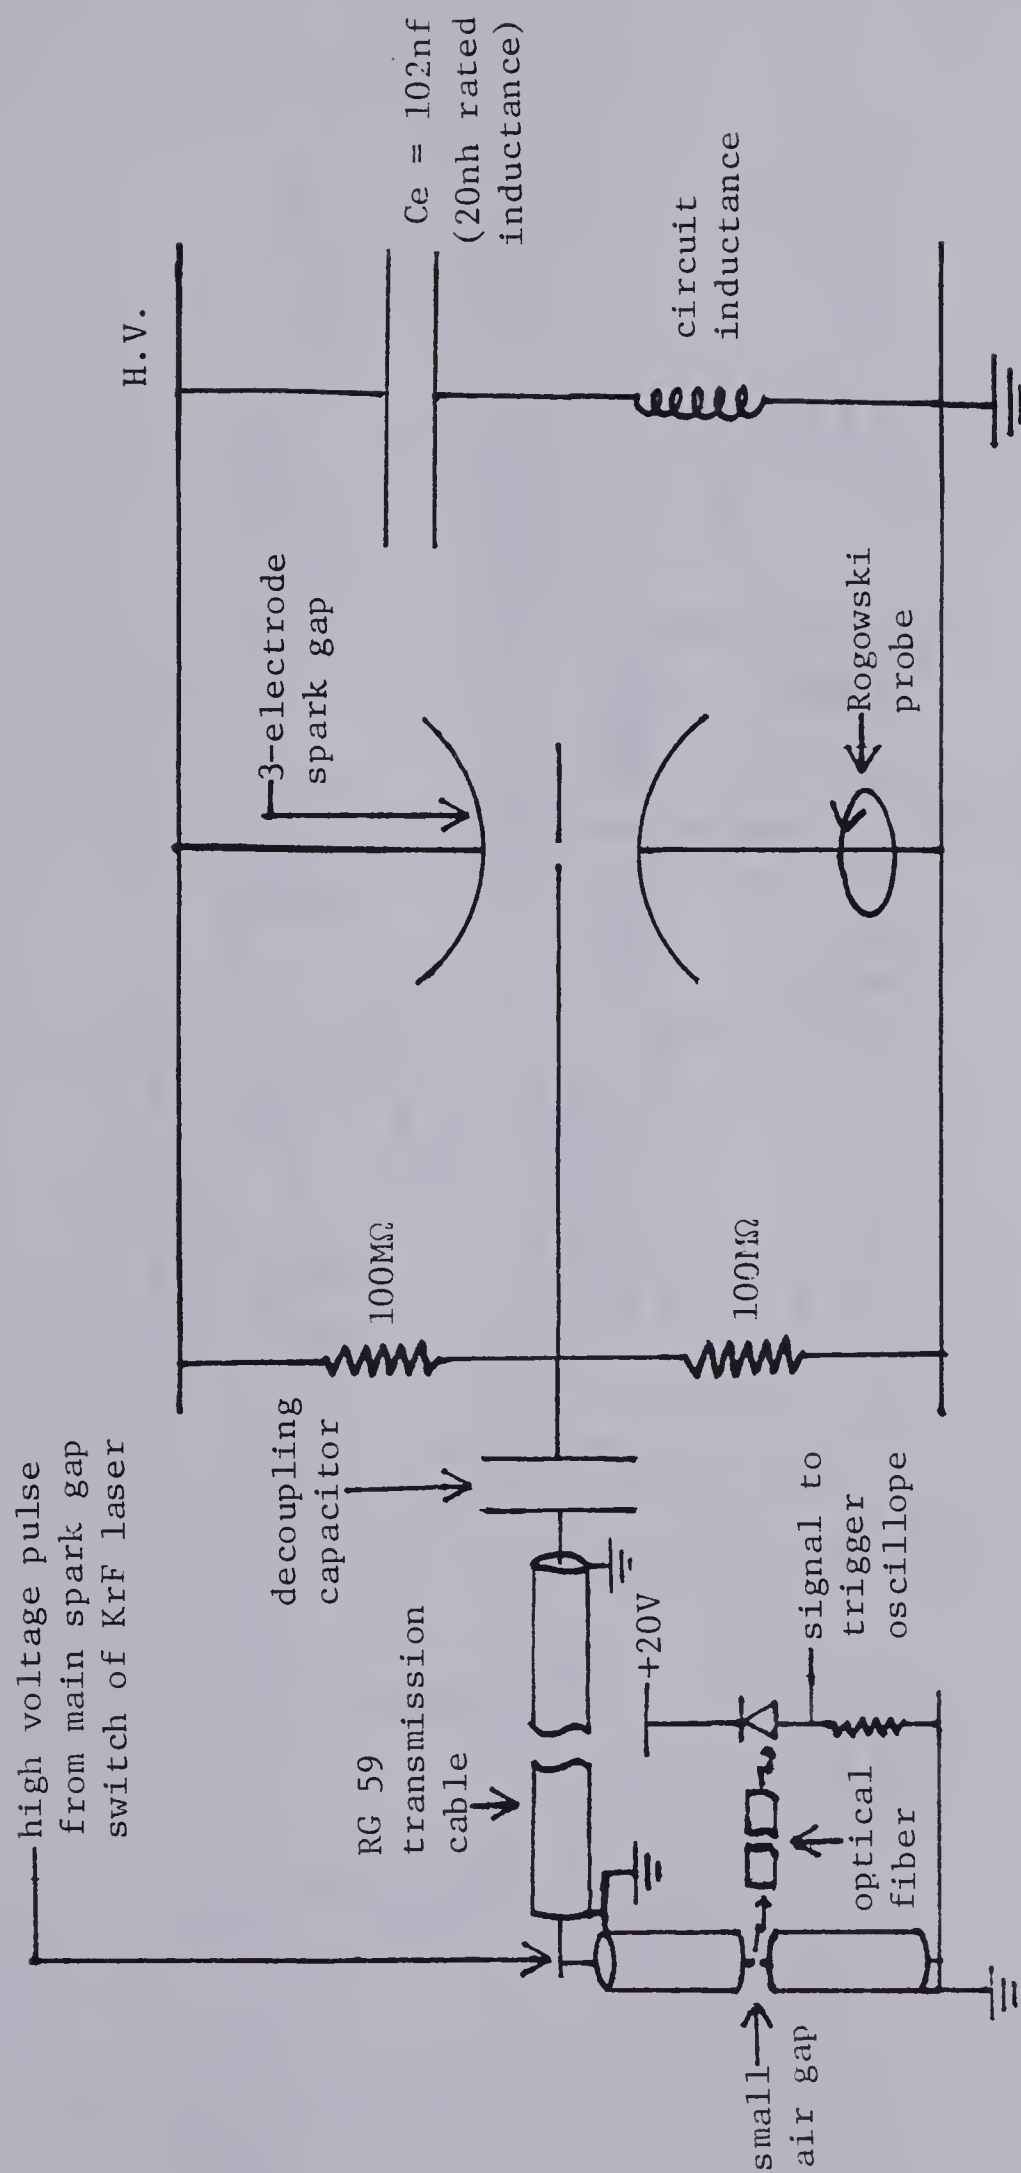 high voltage pulse
from main spark gap
switch of KrF laser
RG 59
transmission
cable
decoupling
capacitor
100MΩ
100MΩ
3-electrode
spark gap
H.V.
Ce = 102nf
(20nh rated
inductance)
circuit
inductance
Rogowski
probe
+20V
signal to
trigger
oscillope
optical
fiber
small
air gap